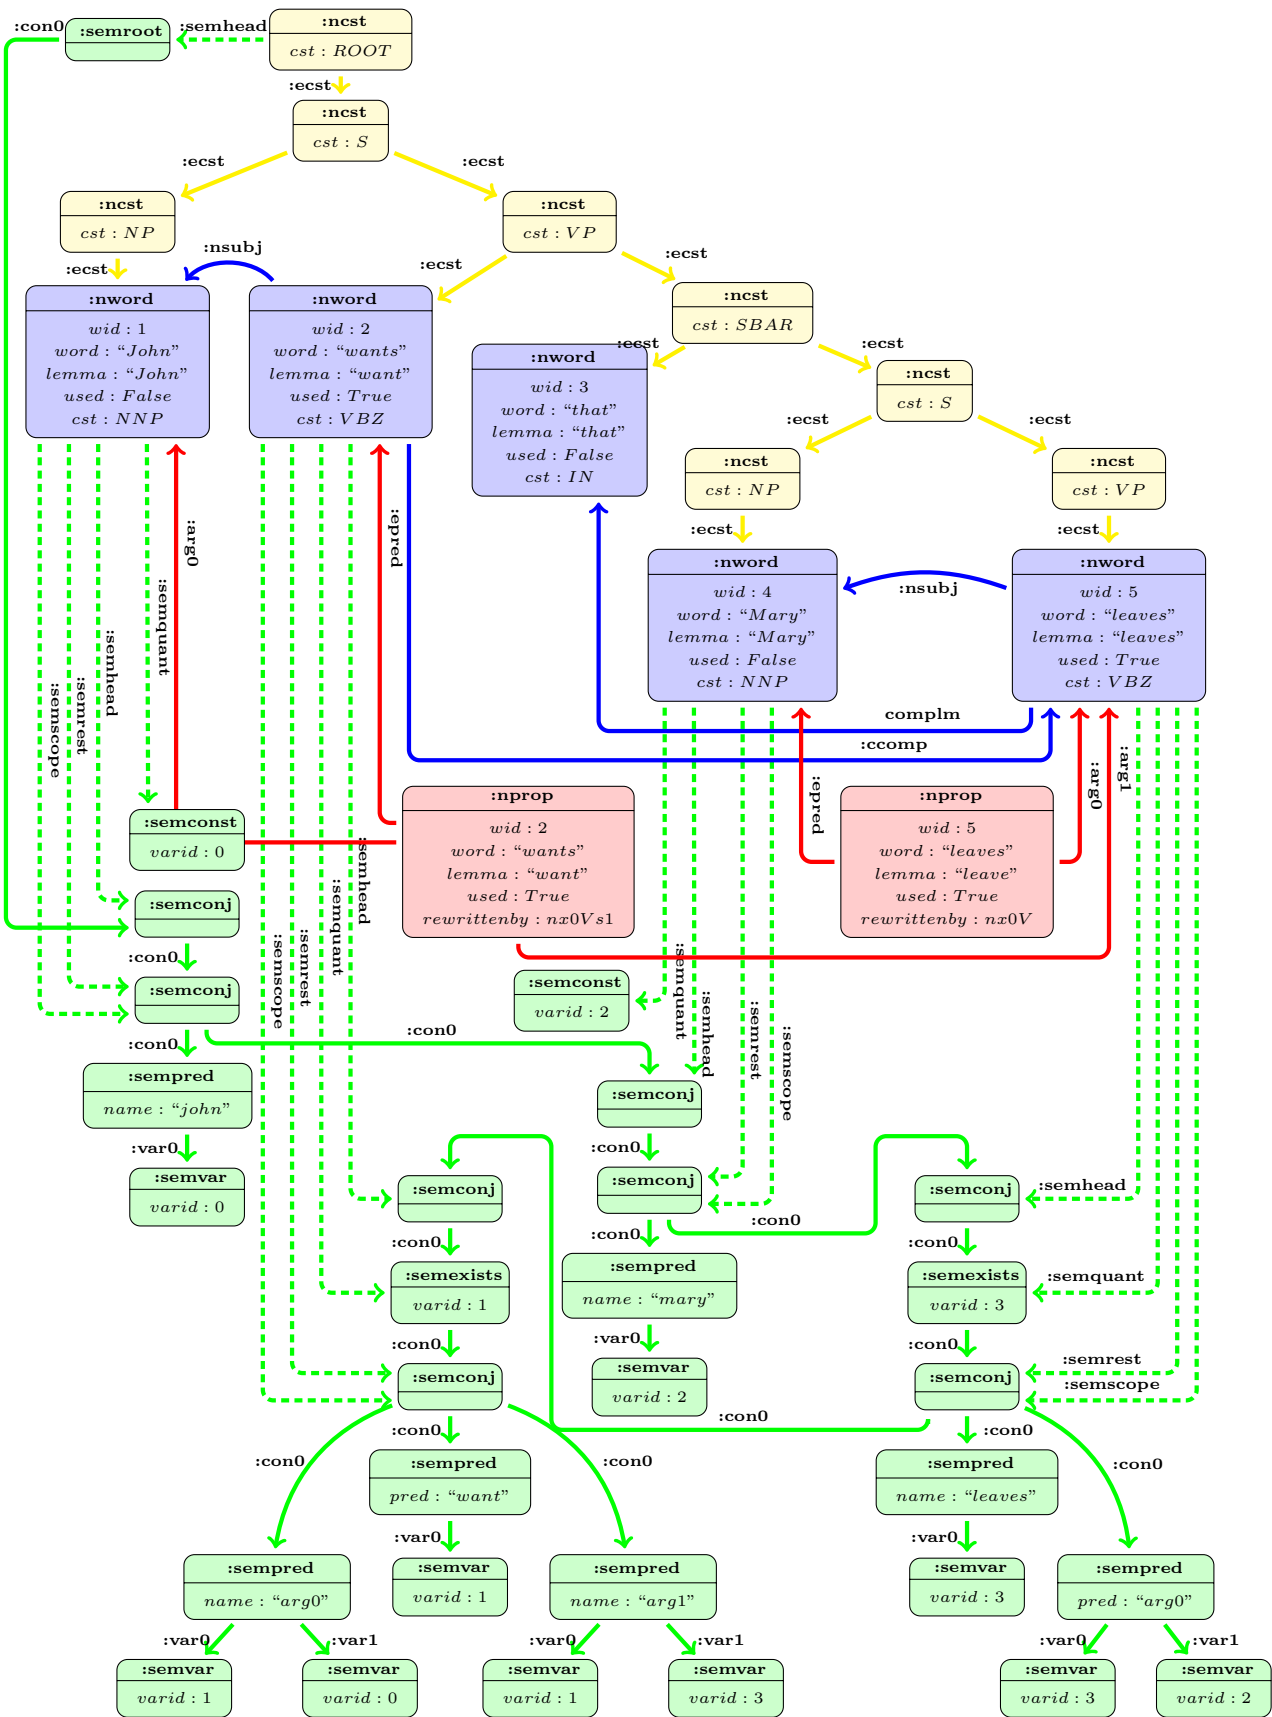 :con0
:semroot
:semhead
:ncst
cst : ROOT
:ecst
:ncst
cst : S
:ecst
:ecst
:ncst
cst : NP
:ncst
cst : VP
:ecst
:nsubj
:ecst
:ecst
:nword
wid : 1
word : “John”
lemma : “John”
used : False
cst : NNP
:nword
wid : 2
word : “wants”
lemma : “want”
used : True
cst : VBZ
:ncst
cst : SBAR
:ecst
:ecst
:nword
wid : 3
word : “that”
lemma : “that”
used : False
cst : IN
:ncst
cst : S
:ecst
:ecst
:ncst
cst : NP
:ncst
cst : VP
:ecst
:ecst
:nword
wid : 4
word : “Mary”
lemma : “Mary”
used : False
cst : NNP
:nsubj
:nword
wid : 5
word : “leaves”
lemma : “leaves”
used : True
cst : VBZ
:arg0
:epred
:semquant
:semhead
:semrest
:semscope
complm
:ccomp
:epred
:arg0
:arg1
:semconst
varid : 0
:nprop
wid : 2
word : “wants”
lemma : “want”
used : True
rewrittenby : nx0Vs1
:nprop
wid : 5
word : “leaves”
lemma : “leave”
used : True
rewrittenby : nx0V
:semhead
:semquant
:semrest
:semscope
:semconj
:con0
:semconj
:semconst
varid : 2
:semquant
:semhead
:semrest
:semscope
:con0
:con0
:sempred
name : “john”
:var0
:semvar
varid : 0
:semconj
:con0
:semconj
:semconj
:semconj
:semhead
:con0
:con0
:con0
:con0
:semexists
varid : 1
:sempred
name : “mary”
:semexists
varid : 3
:semquant
:con0
:var0
:con0
:semconj
:semvar
varid : 2
:semconj
:semrest
:semscope
:con0
:con0
:con0
:con0
:con0
:con0
:sempred
pred : “want”
:sempred
name : “leaves”
:var0
:var0
:sempred
name : “arg0”
:semvar
varid : 1
:sempred
name : “arg1”
:semvar
varid : 3
:sempred
pred : “arg0”
:var0
:var1
:var0
:var1
:var0
:var1
:semvar
varid : 1
:semvar
varid : 0
:semvar
varid : 1
:semvar
varid : 3
:semvar
varid : 3
:semvar
varid : 2